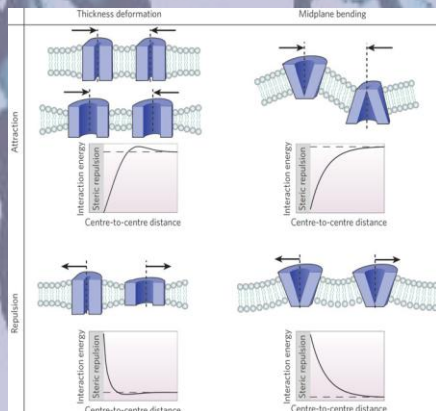 Thickness deformation
Midplane bending
Attraction
Interaction energy
Steric repulsion
Centre-to-centre distance
Interaction energy
Steric repulsion
Centre-to-centre distance
Repulsion
Interaction energy
Steric repulsion
Centre-to-centre distance
Interaction energy
Steric repulsion
Centre-to-centre distance